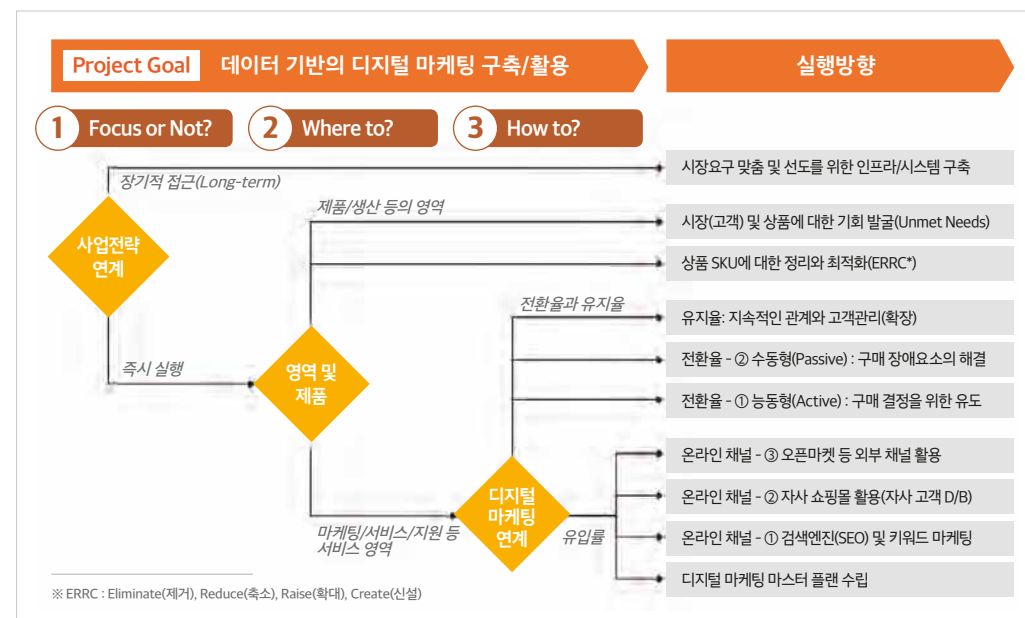 Project Goal 데이터 기반의 디지털 마케팅 구축/활용
실행방향
1 Focus or Not?
2 Where to?
3 How to?
장기적 접근(Long-term)
시장요구 맞춤 및 선도를 위한 인프라/시스템 구축
제품/생산 등의 영역
시장(고객) 및 상품에 대한 기회 발굴(Unmet Needs)
사업전략
연계
상품 SKU에 대한 정리와 최적화(ERRC*)
전환율과 유지율
유지율: 지속적인 관계와 고객관리(확장)
즉시 실행
영역 및
제품
전환율 - ② 수동형(Passive) : 구매 장애요소의 해결
전환율 - ① 능동형(Active) : 구매 결정을 위한 유도
온라인 채널 - ③ 오픈마켓 등 외부 채널 활용
디지털
마케팅
연계
온라인 채널 - ② 자사 쇼핑몰 활용(자사 고객 D/B)
마케팅/서비스/지원 등
서비스 영역
유입률
온라인 채널 - ① 검색엔진(SEO) 및 키워드 마케팅
디지털 마케팅 마스터 플랜 수립
※ ERRC : Eliminate(제거), Reduce(축소), Raise(확대), Create(신설)